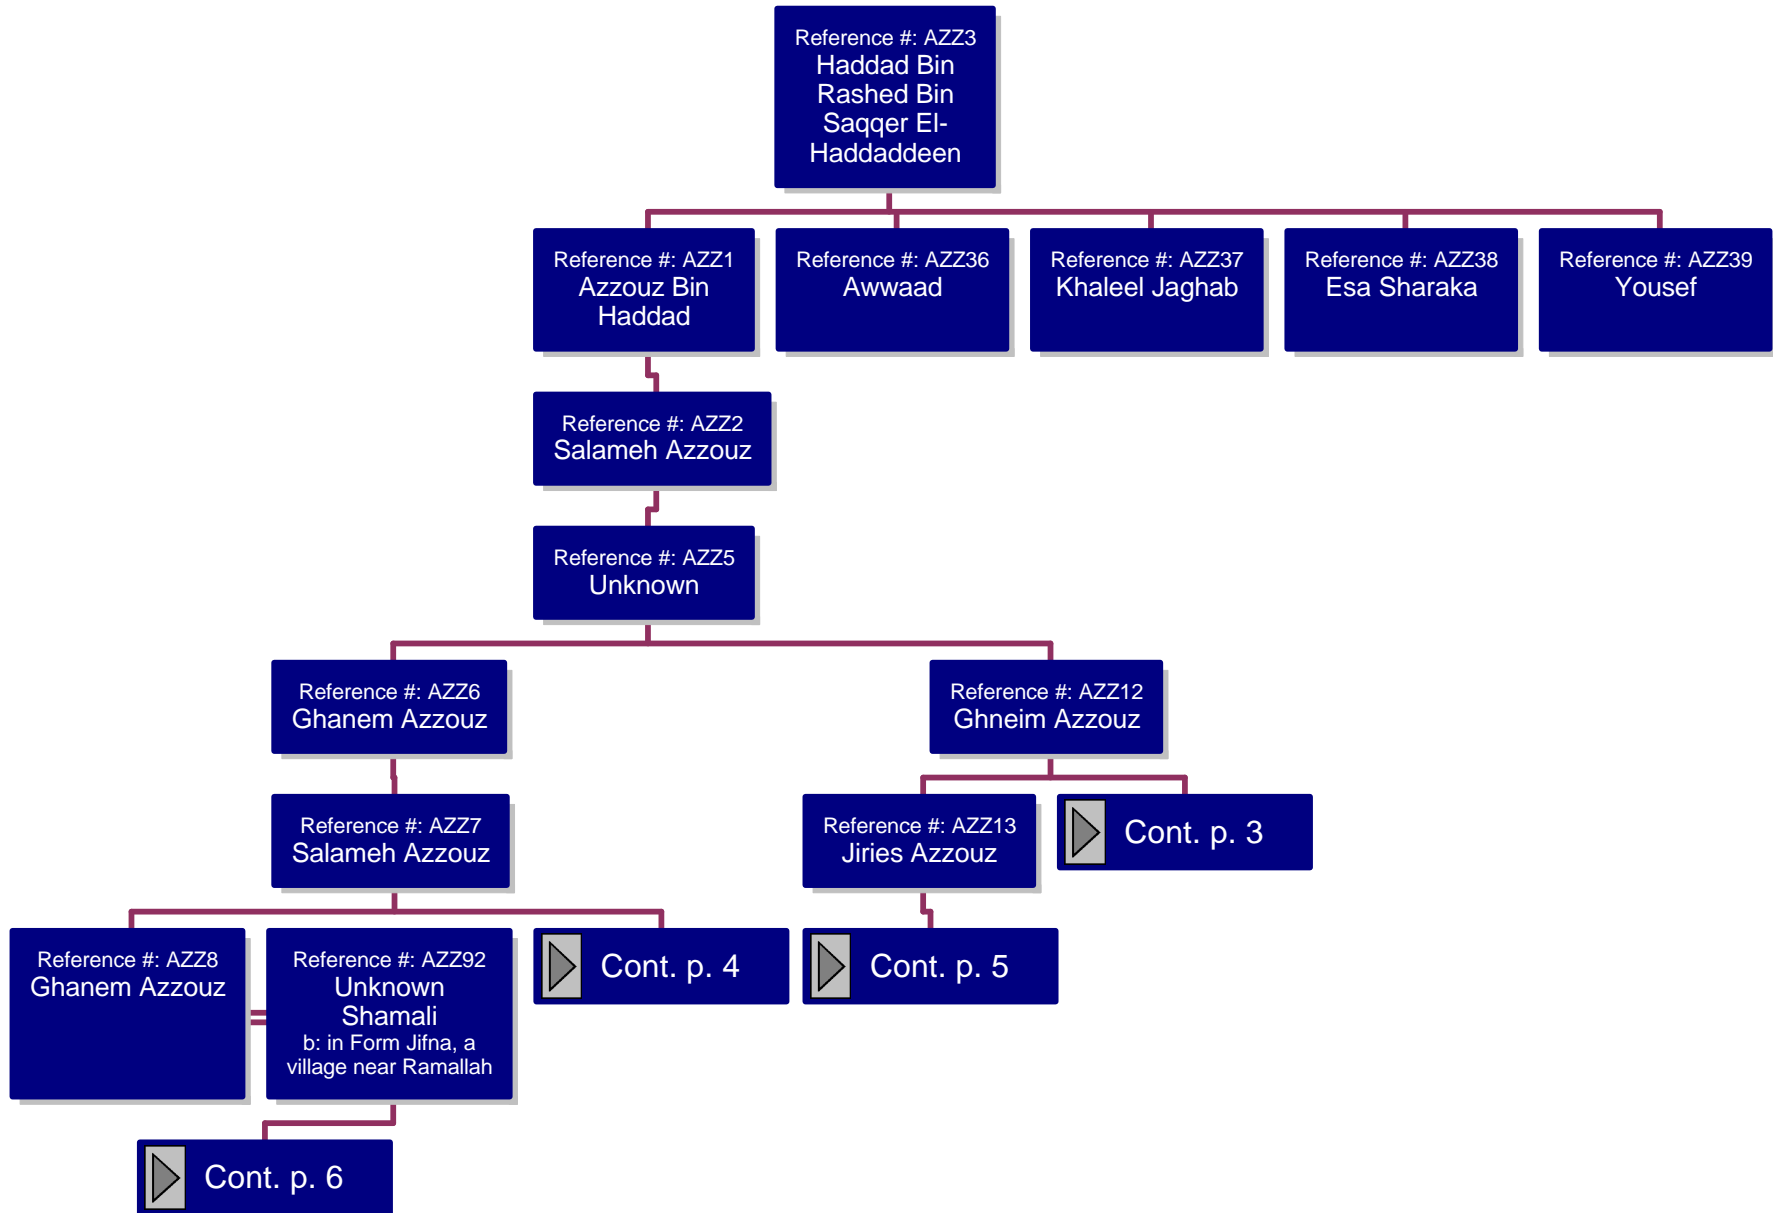 Reference #: AZZ3
Haddad Bin
Rashed Bin
Saqqer El-
Haddaddeen
Reference #: AZZ1
Azzouz Bin
Haddad
Reference #: AZZ36
Awwaad
Reference #: AZZ37
Khaleel Jaghab
Reference #: AZZ38
Esa Sharaka
Reference #: AZZ39
Yousef
Reference #: AZZ2
Salameh Azzouz
Reference #: AZZ5
Unknown
Reference #: AZZ6
Ghanem Azzouz
Reference #: AZZ12
Ghneim Azzouz
Reference #: AZZ7
Salameh Azzouz
Reference #: AZZ13
Jiries Azzouz
Cont. p. 3
Reference #: AZZ8
Ghanem Azzouz
Reference #: AZZ92
Unknown
Shamali
b: in Form Jifna, a
village near Ramallah
Cont. p. 4
Cont. p. 5
Cont. p. 6